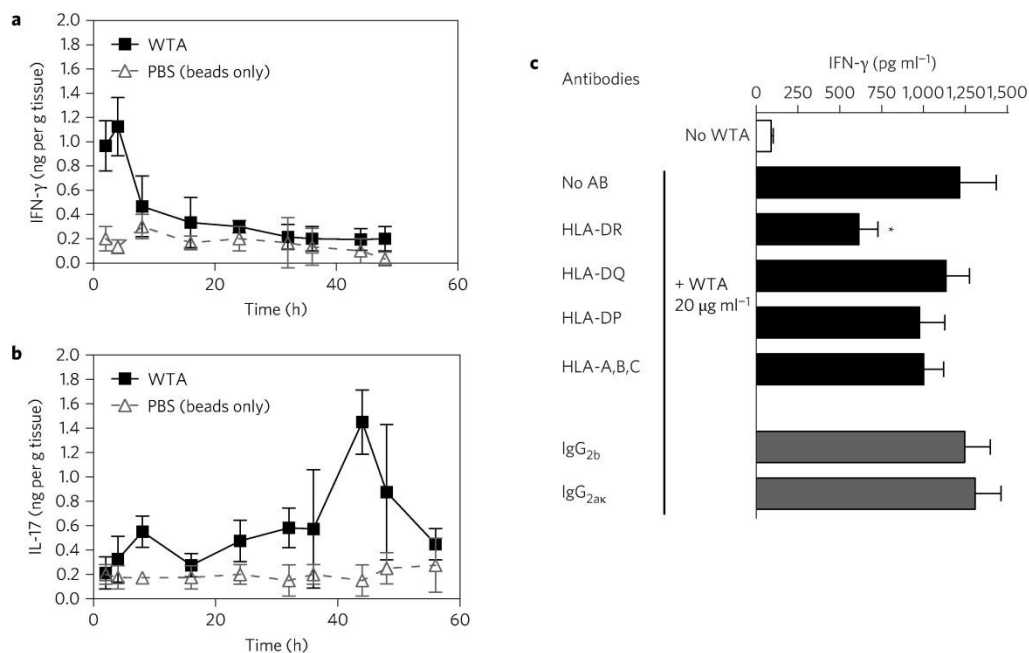 a
2.0
1.8
1.6
1.4
1.2
1.0
0.8
0.6
0.4
0.2
0.0
IFN-γ (ng per g tissue)
WTA
PBS (beads only)
0 20 40 60
Time (h)
b
2.0
1.8
1.6
1.4
1.2
1.0
0.8
0.6
0.4
0.2
0.0
IL-17 (ng per g tissue)
WTA
PBS (beads only)
0 20 40 60
Time (h)
c
Antibodies
IFN-γ (pg ml⁻¹)
0 250 500 750 1,000 1,250 1,500
No WTA
No AB
HLA-DR
*
HLA-DQ
HLA-DP
HLA-A,B,C
IgG₂b
IgG₂aκ
+ WTA
20 μg ml⁻¹